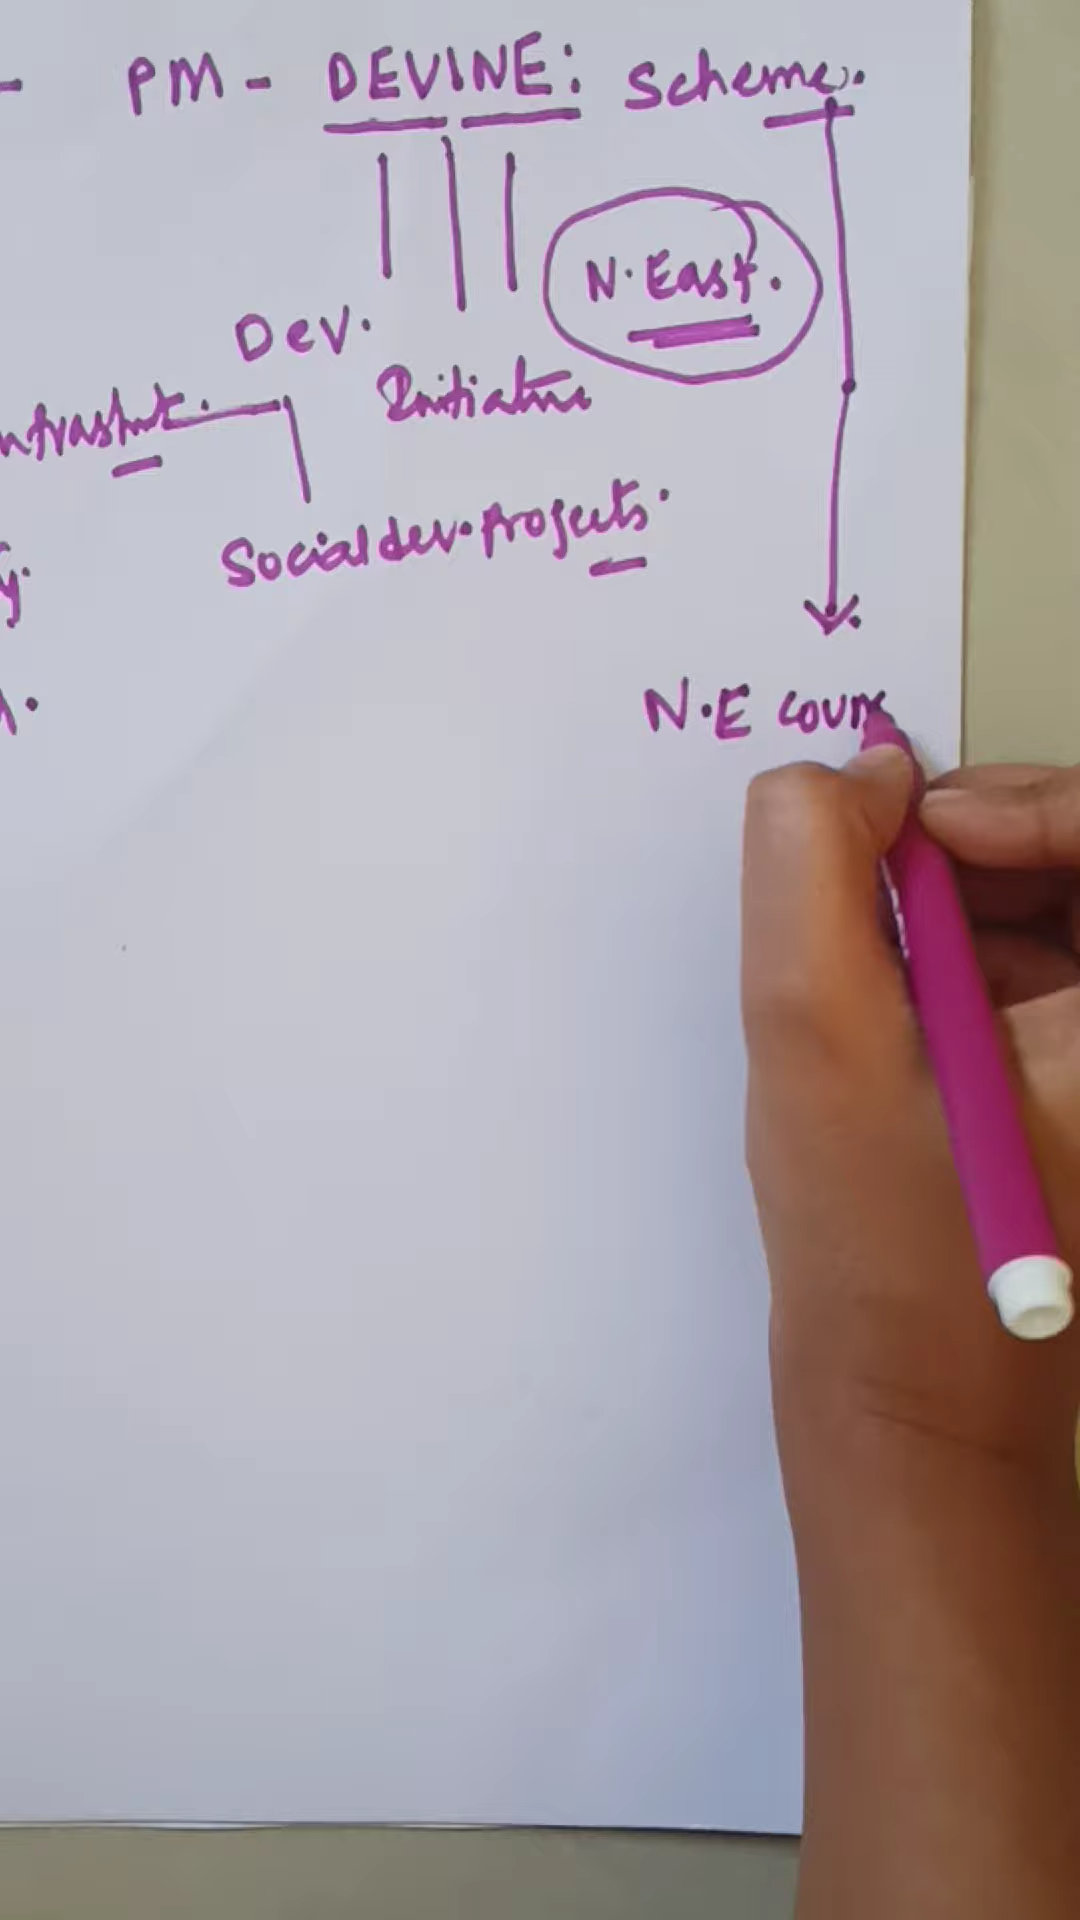 - PM - DEVINE: Scheme.
N. East.
Dev.
Initiative
Social dev. projects.
N.E coun